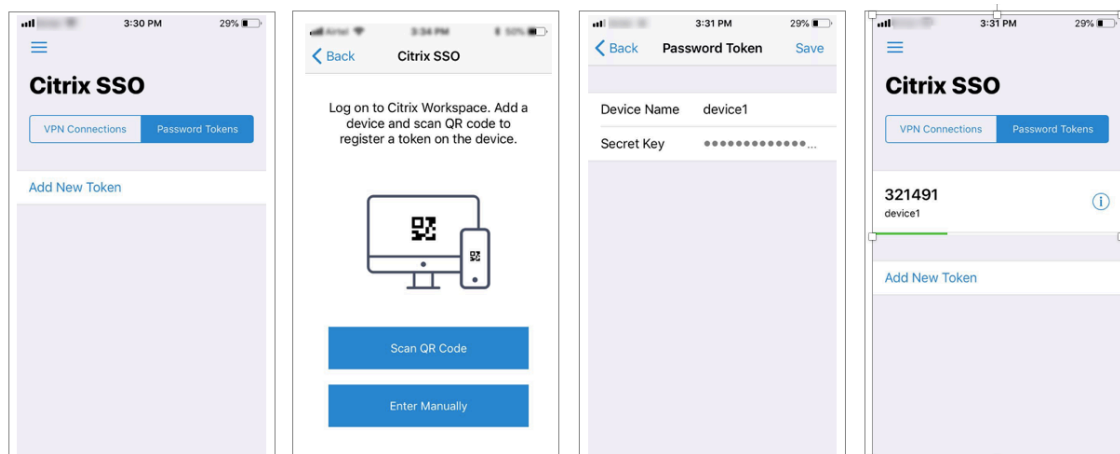 3:30 PM
29%
Citrix SSO
VPN Connections
Password Tokens
Add New Token
3:34 PM
50%
Back
Citrix SSO
Log on to Citrix Workspace. Add a
device and scan QR code to
register a token on the device.
Scan QR Code
Enter Manually
3:31 PM
29%
Back
Password Token
Save
Device Name
device1
Secret Key
●●●●●●●●●●●●●...
3:31 PM
29%
Citrix SSO
VPN Connections
Password Tokens
321491
device1
Add New Token